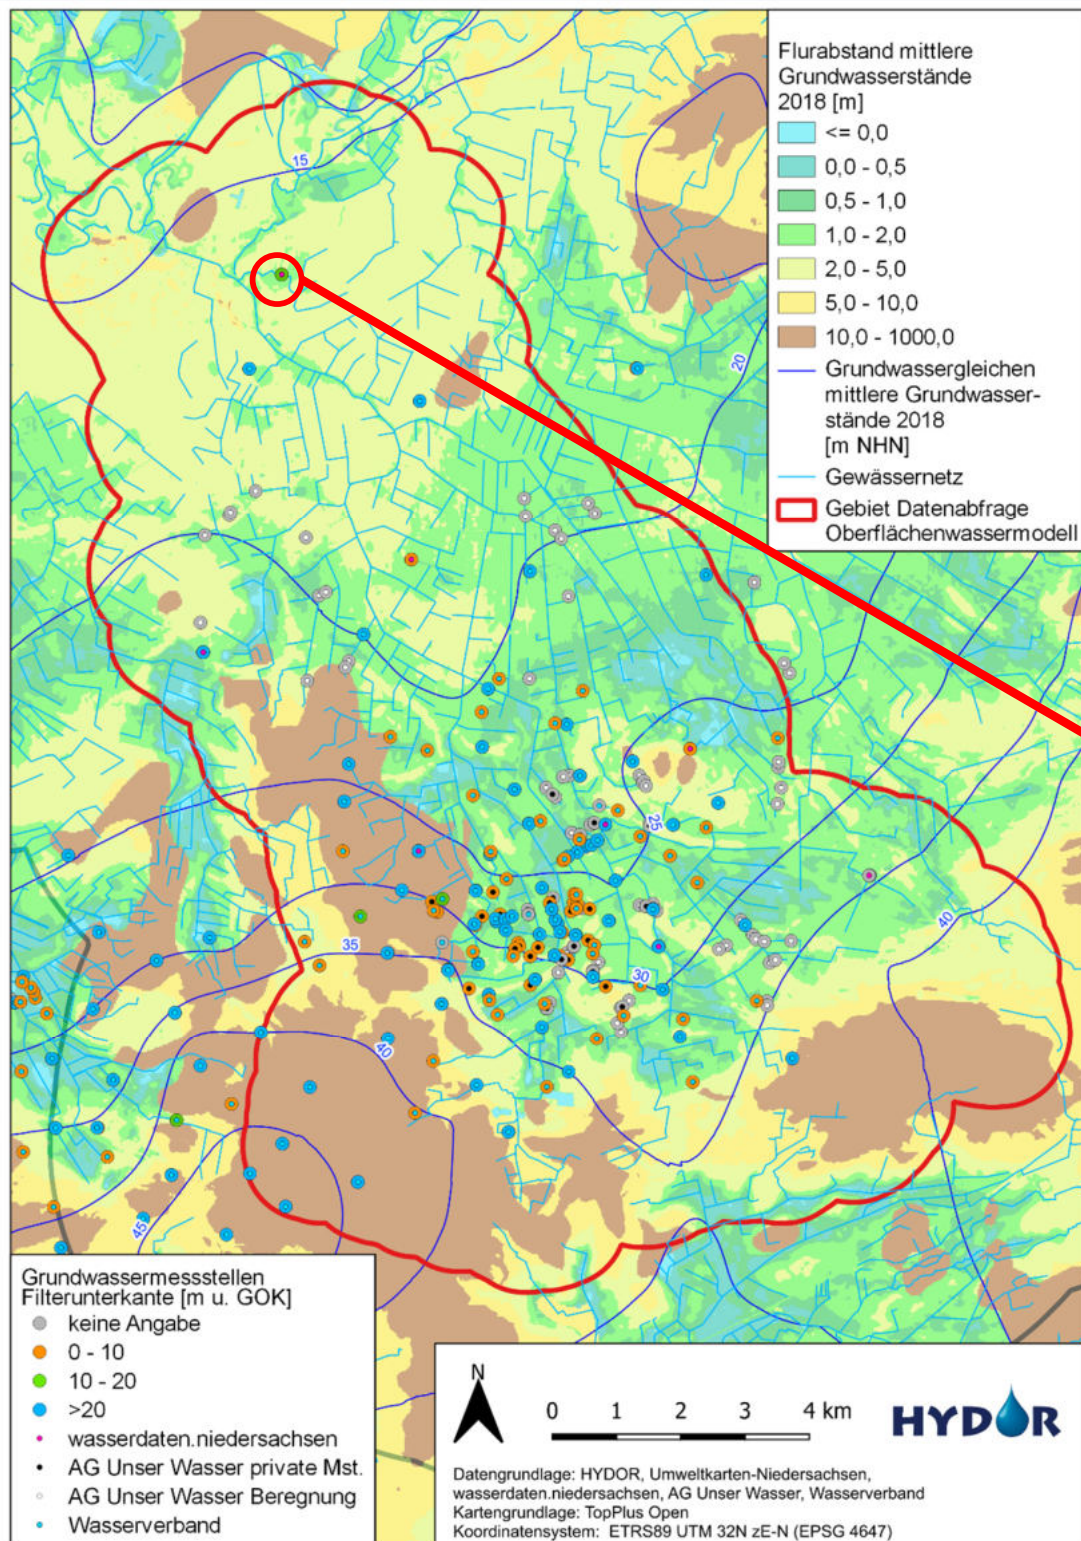 Flurabstand mittlere
Grundwasserstände
2018 [m]
<= 0,0
0,0 - 0,5
0,5 - 1,0
1,0 - 2,0
2,0 - 5,0
5,0 - 10,0
10,0 - 1000,0
Grundwassergleichen
mittlere Grundwasser-
stände 2018
[m NHN]
Gewässernetz
Gebiet Datenabfrage
Oberflächenwassermodell
15
20
25
35
40
30
40
45
Grundwassermessstellen
Filterunterkante [m u. GOK]
keine Angabe
0 - 10
10 - 20
>20
wasserdaten.niedersachsen
AG Unser Wasser private Mst.
AG Unser Wasser Beregnung
Wasserverband
N
0 1 2 3 4 km
HYDOR
Datengrundlage: HYDOR, Umweltkarten-Niedersachsen,
wasserdaten.niedersachsen, AG Unser Wasser, Wasserverband
Kartengrundlage: TopPlus Open
Koordinatensystem: ETRS89 UTM 32N zE-N (EPSG 4647)